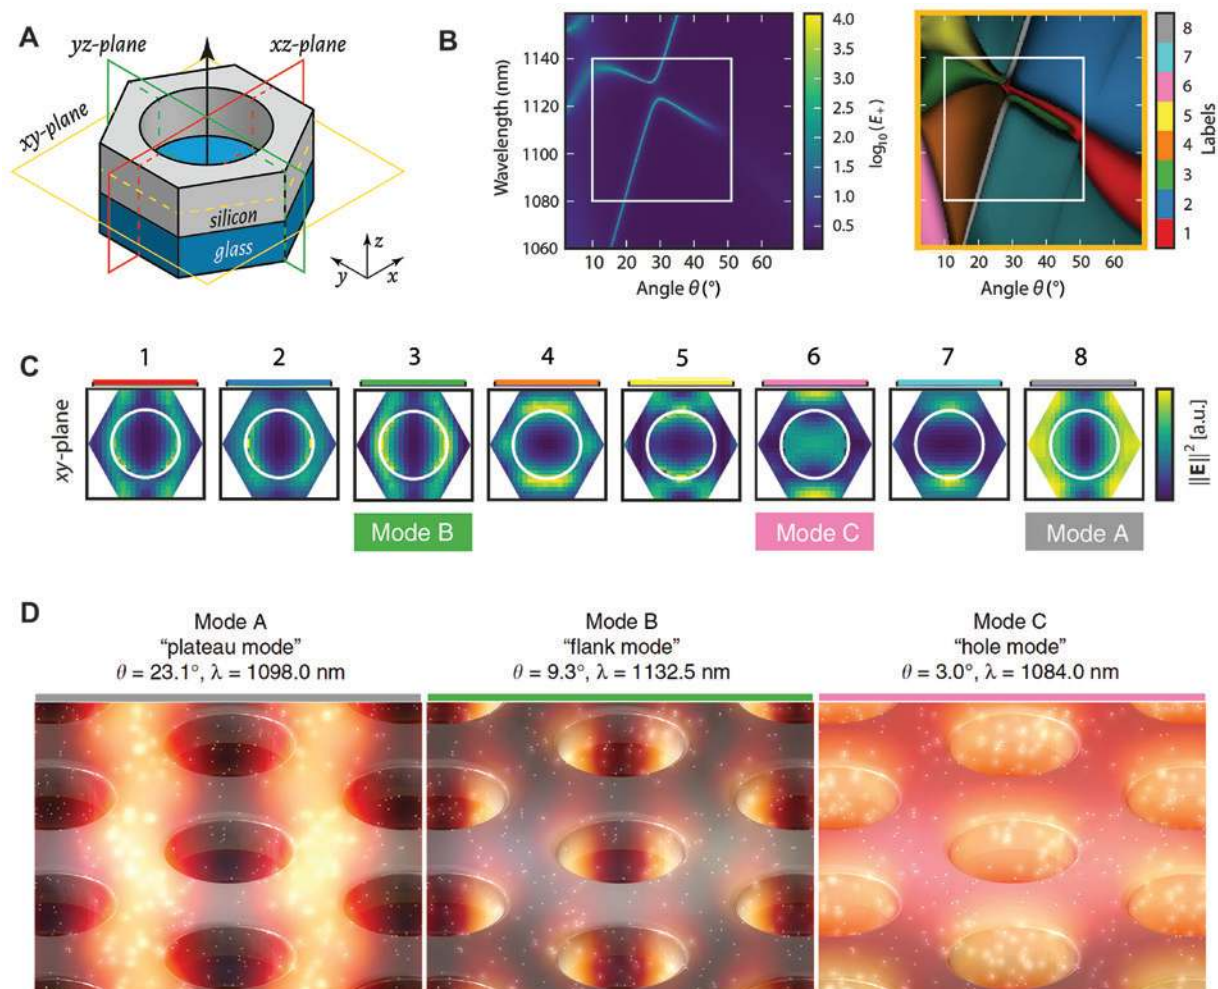 A
yz-plane
xz-plane
xy-plane
silicon
glass
z
y
x
B
Wavelength (nm)
1140
1120
1100
1080
1060
10 20 30 40 50 60
Angle θ (°)
4.0
3.5
3.0
2.5
2.0
1.5
1.0
0.5
log10 (E+)
10 20 30 40 50 60
Angle θ (°)
8
7
6
5
4
3
2
1
Labels
C
1 2 3 4 5 6 7 8
xy-plane
||E||² [a.u.]
Mode B
Mode C
Mode A
D
Mode A
“plateau mode”
θ = 23.1°, λ = 1098.0 nm
Mode B
“flank mode”
θ = 9.3°, λ = 1132.5 nm
Mode C
“hole mode”
θ = 3.0°, λ = 1084.0 nm